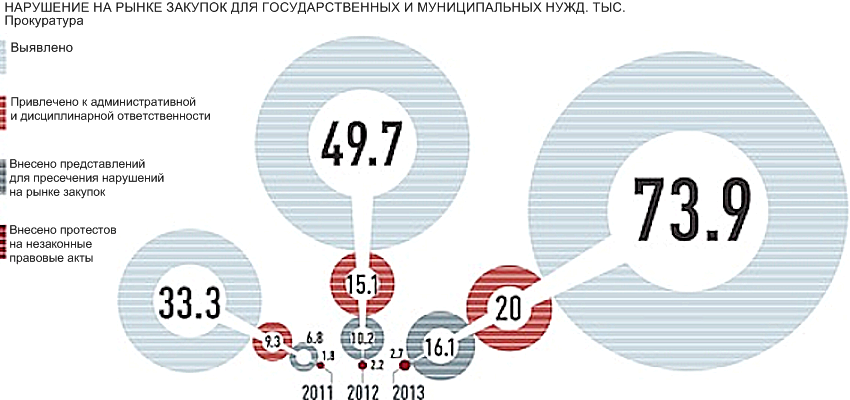 НАРУШЕНИЕ НА РЫНКЕ ЗАКУПОК ДЛЯ ГОСУДАРСТВЕННЫХ И МУНИЦИПАЛЬНЫХ НУЖД. ТЫС.
Прокуратура
Выявлено
Привлечено к административной
и дисциплинарной ответственности
Внесено представлений
для пресечения нарушений
на рынке закупок
Внесено протестов
на незаконные
правовые акты
49.7
73.9
33.3
15.1
20
9.3
6.8
10.2
16.1
1.8
2.2
2.7
2011
2012
2013